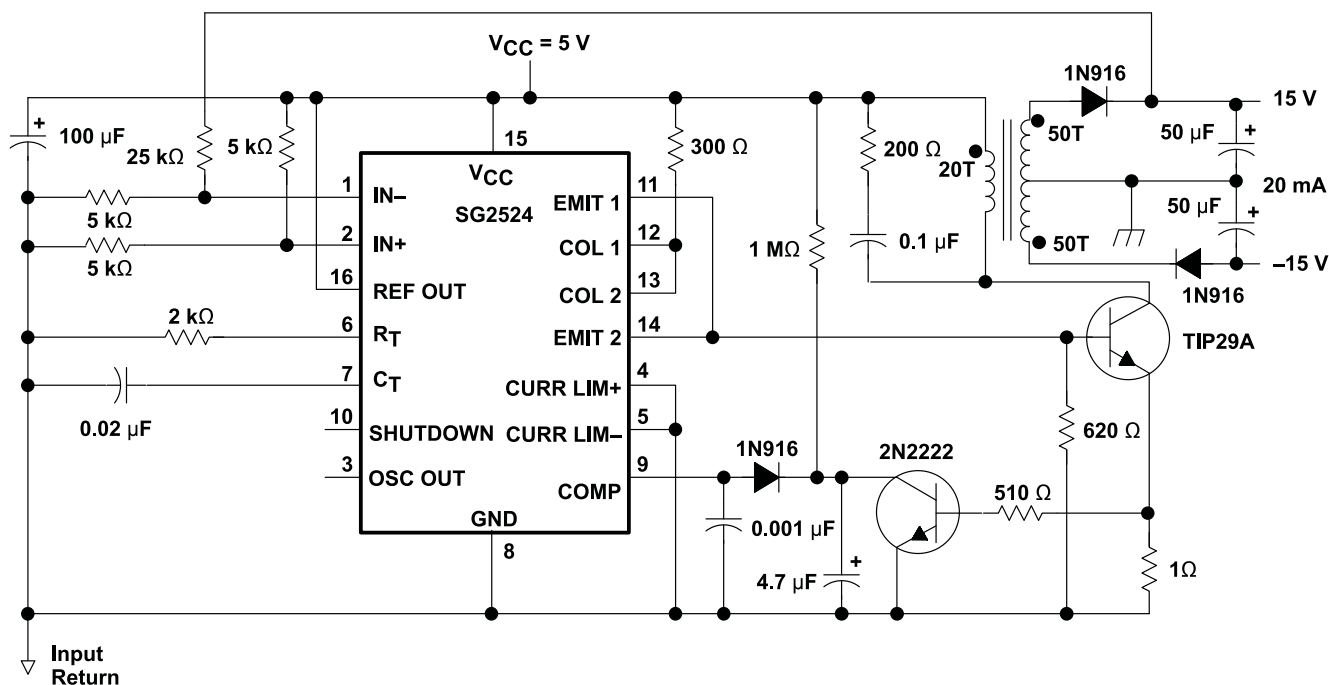 VCC = 5 V
1N916
15 V
100 µF
25 kΩ
5 kΩ
15
300 Ω
200 Ω
20T
50T
50 µF
VCC
SG2524
1
IN–
EMIT 1
11
5 kΩ
20 mA
50 µF
2
IN+
COL 1
12
5 kΩ
1 MΩ
0.1 µF
50T
–15 V
16
REF OUT
COL 2
13
1N916
2 kΩ
6
RT
EMIT 2
14
TIP29A
7
CT
CURR LIM+
4
0.02 µF
10
SHUTDOWN
CURR LIM–
5
620 Ω
3
OSC OUT
COMP
9
1N916
2N2222
510 Ω
GND
8
0.001 µF
4.7 µF
1Ω
Input
Return